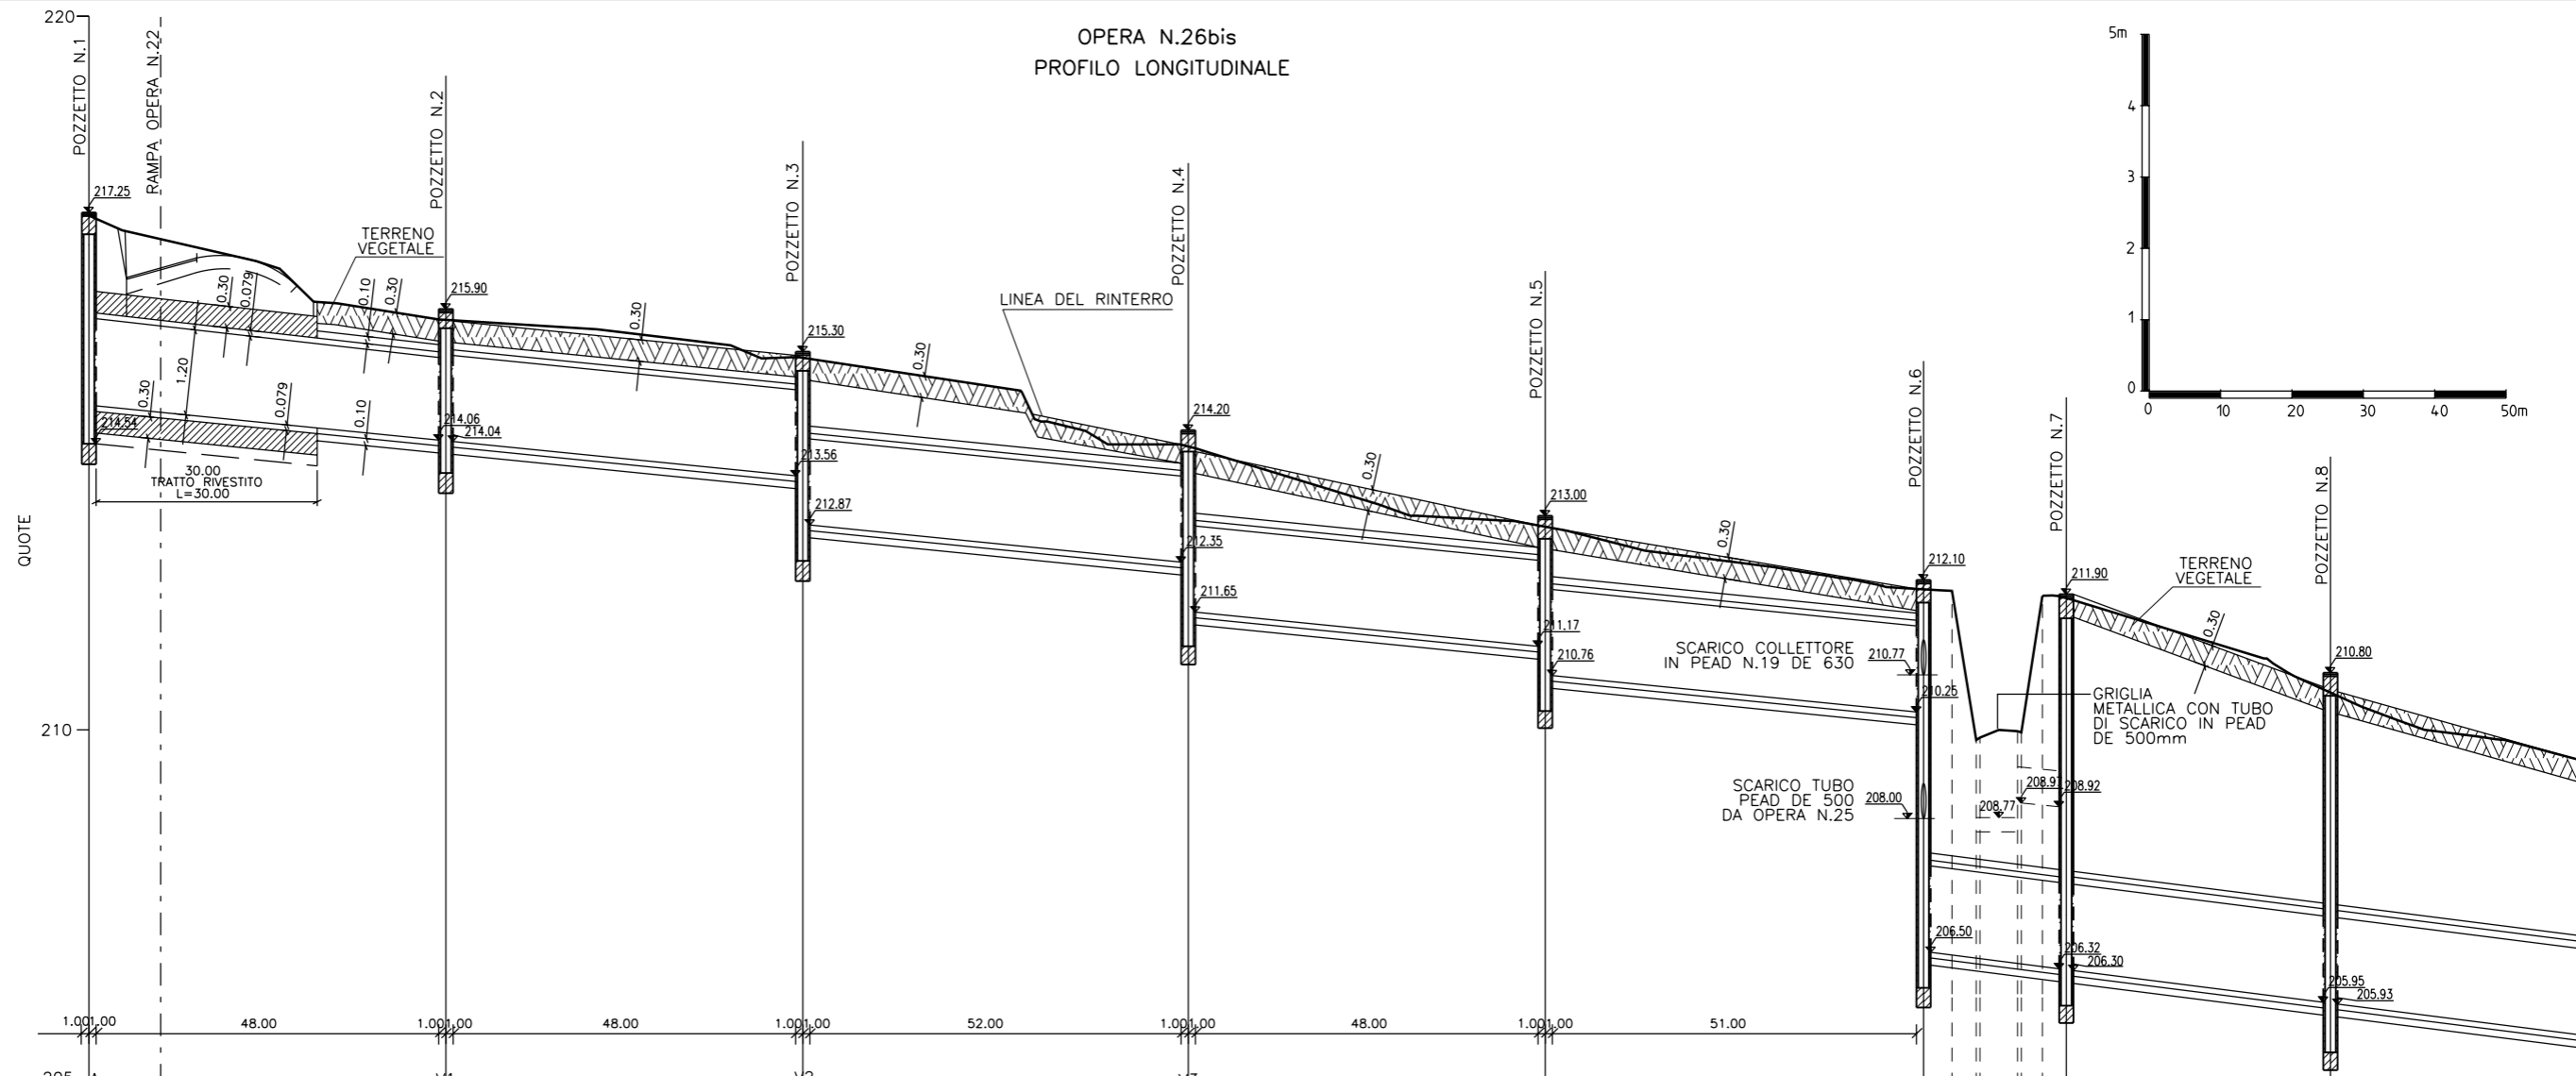 OPERA N.26bis
PROFILO LONGITUDINALE
220
210
QUOTE
POZZETTO N.1
RAMPA OPERA N.22
POZZETTO N.2
POZZETTO N.3
POZZETTO N.4
POZZETTO N.5
POZZETTO N.6
POZZETTO N.7
POZZETTO N.8
5m
4
3
2
1
0
0 10 20 30 40 50m
217.25
TERRENO
VEGETALE
0.30
0.079
0.10
0.30
1.20
0.30
0.079
0.10
214.54
30.00
TRATTO RIVESTITO
L=30.00
215.90
214.06
214.04
0.30
215.30
213.56
212.87
0.30
LINEA DEL RINTERRO
214.20
212.35
211.65
0.30
213.00
211.17
210.76
0.30
212.10
SCARICO COLLETTORE
IN PEAD N.19 DE 630
210.77
210.25
SCARICO TUBO
PEAD DE 500
DA OPERA N.25
208.00
206.50
211.90
208.97
208.77
208.92
206.32
206.30
GRIGLIA
METALLICA CON TUBO
DI SCARICO IN PEAD
DE 500mm
TERRENO
VEGETALE
0.30
210.80
205.95
205.93
1.00 1.00 48.00 1.00 1.00 48.00 1.00 1.00 52.00 1.00 1.00 48.00 1.00 1.00 51.00